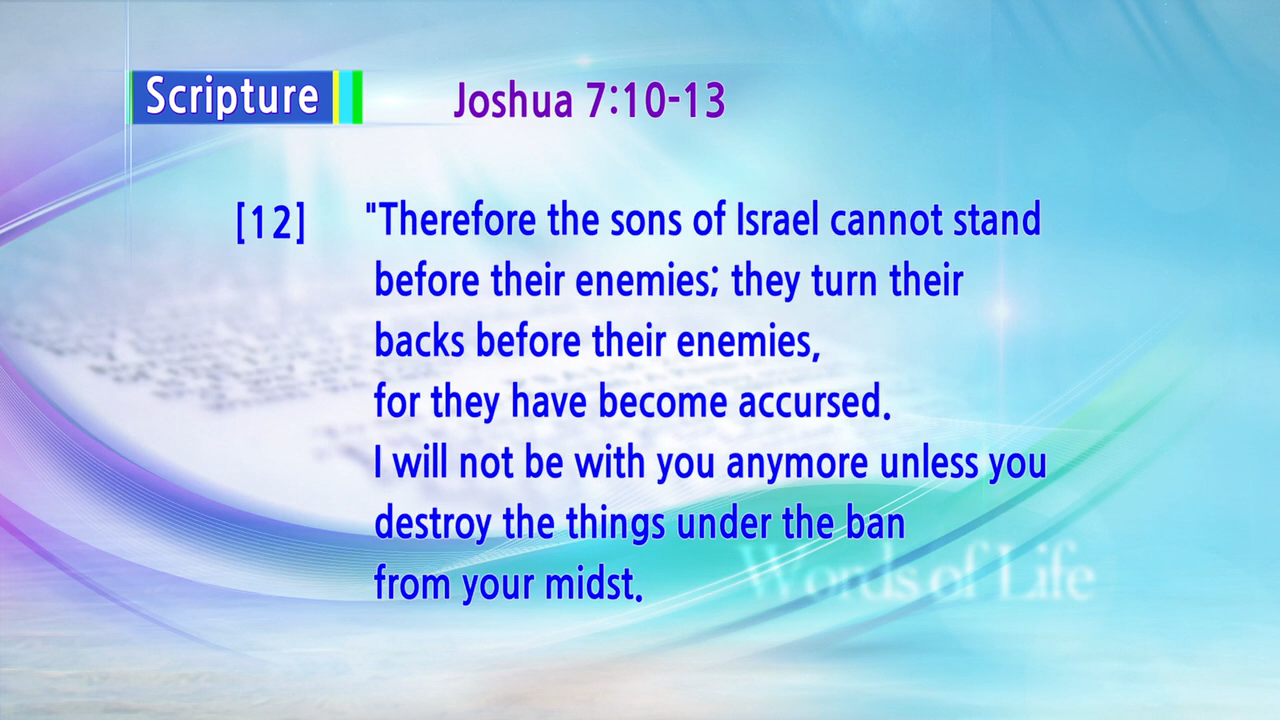 Scripture
Joshua 7:10-13
[12] "Therefore the sons of Israel cannot stand
before their enemies; they turn their
backs before their enemies,
for they have become accursed.
I will not be with you anymore unless you
destroy the things under the ban
from your midst.
Words of Life